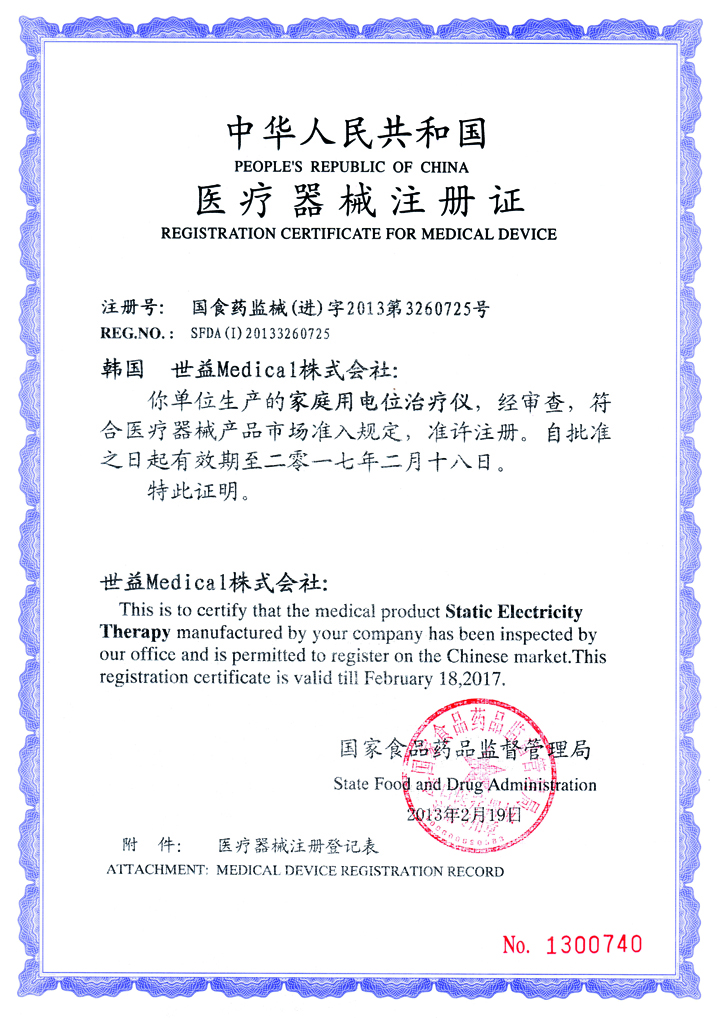 中华人民共和国
PEOPLE'S REPUBLIC OF CHINA
医疗器械注册证
REGISTRATION CERTIFICATE FOR MEDICAL DEVICE
注册号： 国食药监械(进)字2013第3260725号
REG.NO.： SFDA(I)20133260725
韩国 世益Medical株式会社：
你单位生产的家庭用电位治疗仪，经审查，符
合医疗器械产品市场准入规定，准许注册。自批准
之日起有效期至二零一七年二月十八日。
特此证明。
世益Medical株式会社：
This is to certify that the medical product Static Electricity
Therapy manufactured by your company has been inspected by
our office and is permitted to register on the Chinese market.This
registration certificate is valid till February 18,2017.
国家食品药品监督管理局
State Food and Drug Administration
2013年2月19日
附 件： 医疗器械注册登记表
ATTACHMENT: MEDICAL DEVICE REGISTRATION RECORD
No. 1300740